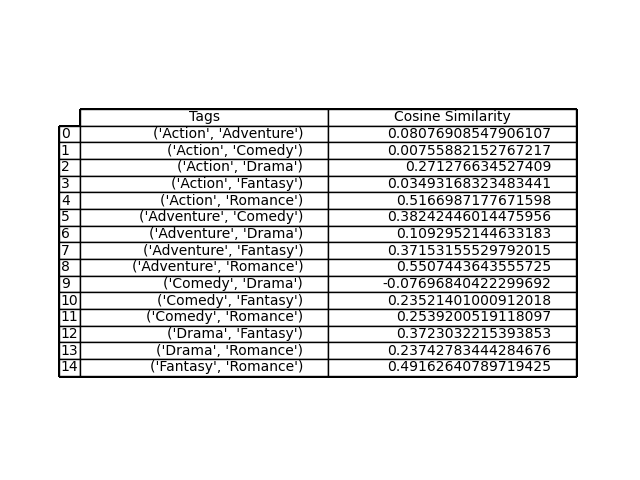 Tags Cosine Similarity
0 ('Action', 'Adventure') 0.08076908547906107
1 ('Action', 'Comedy') 0.00755882152767217
2 ('Action', 'Drama') 0.271276634527409
3 ('Action', 'Fantasy') 0.03493168323483441
4 ('Action', 'Romance') 0.5166987177671598
5 ('Adventure', 'Comedy') 0.38242446014475956
6 ('Adventure', 'Drama') 0.1092952144633183
7 ('Adventure', 'Fantasy') 0.37153155529792015
8 ('Adventure', 'Romance') 0.5507443643555725
9 ('Comedy', 'Drama') -0.07696840422299692
10 ('Comedy', 'Fantasy') 0.23521401000912018
11 ('Comedy', 'Romance') 0.2539200519118097
12 ('Drama', 'Fantasy') 0.3723032215393853
13 ('Drama', 'Romance') 0.23742783444284676
14 ('Fantasy', 'Romance') 0.49162640789719425